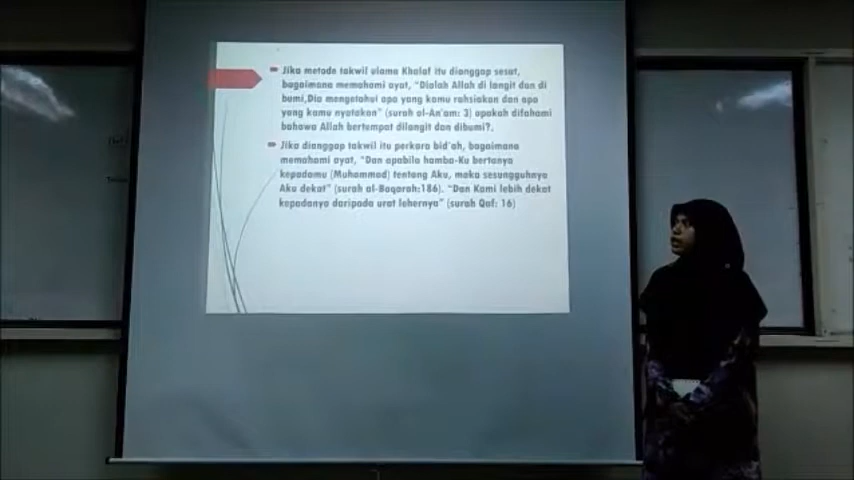 Jika metode takwil ulama Khalaf itu dianggap sesat,
bagaimana memahami ayat, "Dialah Allah di langit dan di
bumi,Dia mengetahui apa yang kamu rahsiakan dan apa
yang kamu nyatakan" (surah al-An'am: 3) apakah difahami
bahawa Allah bertempat dilangit dan dibumi?.
Jika dianggap takwil itu perkara bid'ah, bagaimana
memahami ayat, "Dan apabila hamba-Ku bertanya
kepadamu (Muhammad) tentang Aku, maka sesungguhnya
Aku dekat" (surah al-Baqarah:186). "Dan Kami lebih dekat
kepadanya daripada urat lehernya" (surah Qaf: 16)